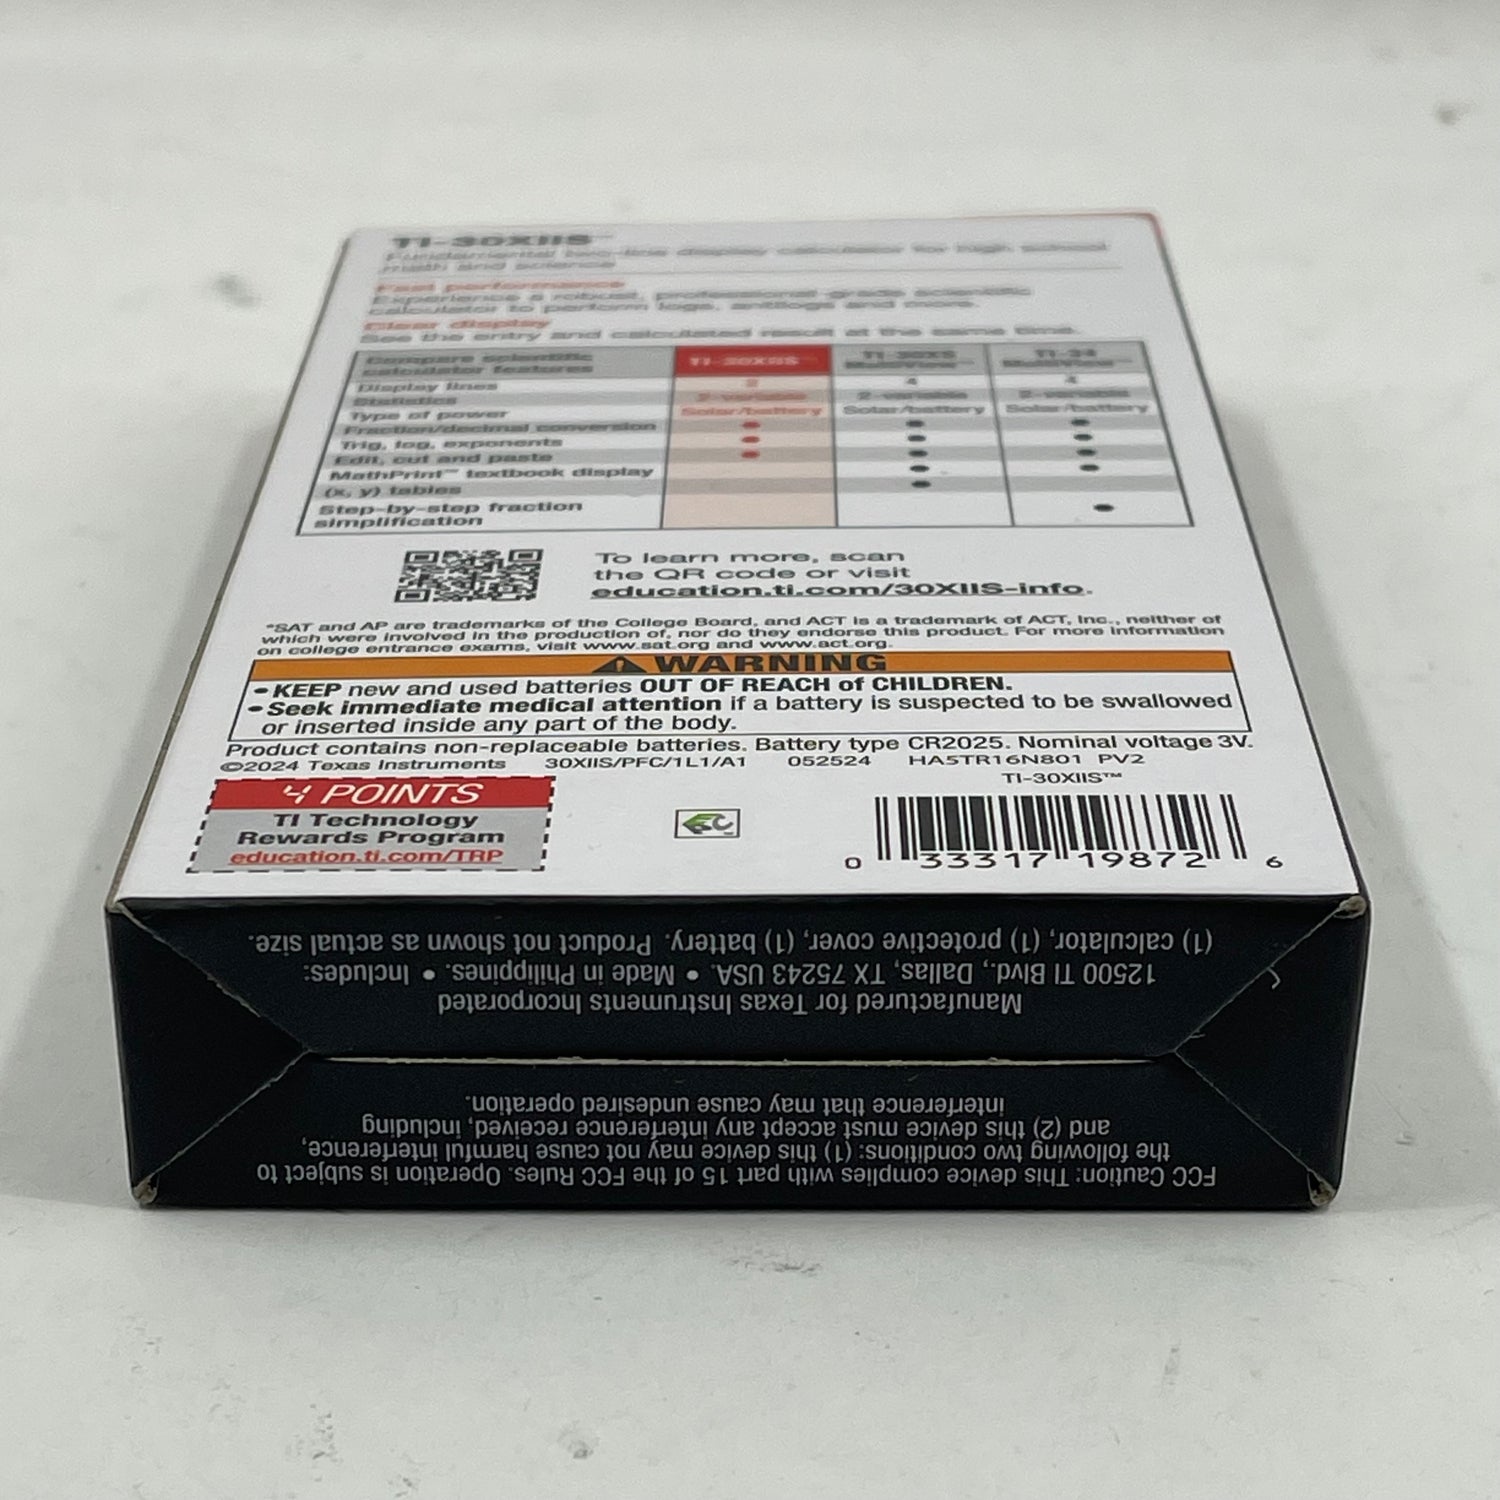 TI-30XIIS™
Fundamental two-line display calculator for high school
math and science
Fast performance
Experience a robust, professional-grade scientific
calculator to perform logs, antilogs and more.
Clear display
See the entry and calculated result at the same time.
Compare scientific calculator features TI-30XIIS™ TI-30XS MultiView™ TI-34 MultiView™
Display lines 2 4 4
Statistics 2-variable 2-variable 2-variable
Type of power Solar/battery Solar/battery Solar/battery
Fraction/decimal conversion • • •
Trig, log, exponents • • •
Edit, cut and paste • • •
MathPrint™ textbook display • •
(x, y) tables •
Step-by-step fraction simplification •
To learn more, scan
the QR code or visit
education.ti.com/30XIIS-info.
*SAT and AP are trademarks of the College Board, and ACT is a trademark of ACT, Inc., neither of
which were involved in the production of, nor do they endorse this product. For more information
on college entrance exams, visit www.sat.org and www.act.org.
WARNING
• KEEP new and used batteries OUT OF REACH of CHILDREN.
• Seek immediate medical attention if a battery is suspected to be swallowed
or inserted inside any part of the body.
Product contains non-replaceable batteries. Battery type CR2025. Nominal voltage 3V.
©2024 Texas Instruments 30XIIS/PFC/1L1/A1 052524 HA5TR16N801 PV2
TI-30XIIS™
4 POINTS
TI Technology
Rewards Program
education.ti.com/TRP
0 33317 19872 6
Manufactured for Texas Instruments Incorporated
12500 TI Blvd., Dallas, TX 75243 USA. • Made in Philippines. • Includes:
(1) calculator, (1) protective cover, (1) battery. Product not shown as actual size.
FCC Caution: This device complies with part 15 of the FCC Rules. Operation is subject to
the following two conditions: (1) this device may not cause harmful interference,
and (2) this device must accept any interference received, including
interference that may cause undesired operation.